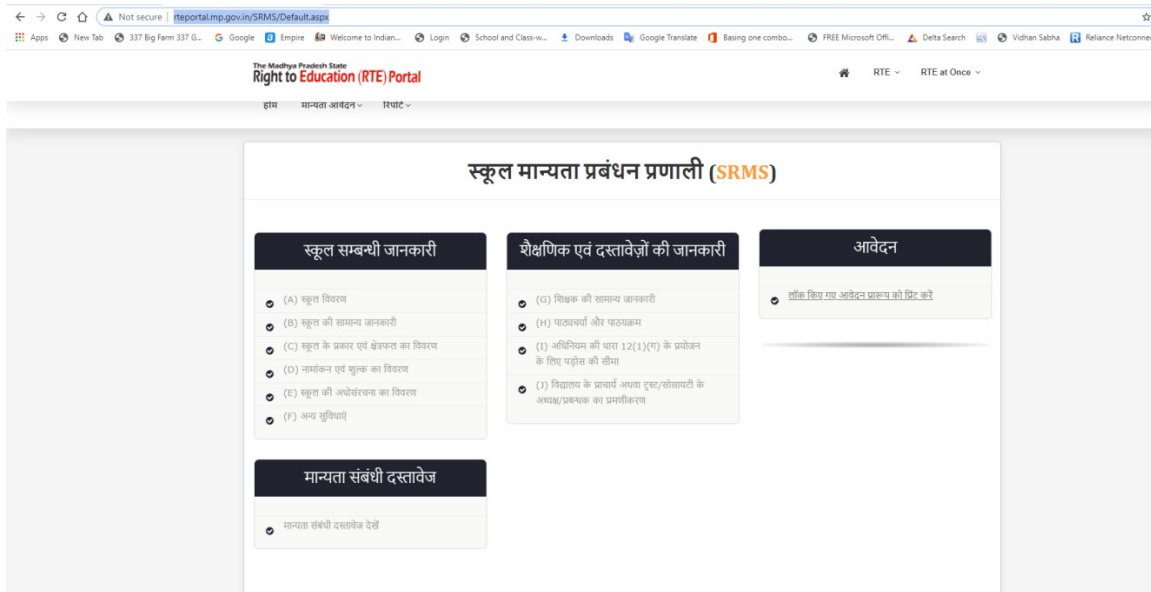 Not secure | rteportal.mp.gov.in/SRMS/Default.aspx
Apps New Tab 337 Big Farm 337 G... Google Empire Welcome to Indian... Login School and Class-w... Downloads Google Translate Basing one combo... FREE Microsoft Offi... Delta Search Vidhan Sabha Reliance Netconnec
The Madhya Pradesh State
Right to Education (RTE) Portal
RTE RTE at Once
होम मान्यता आवेदन रिपोर्ट
स्कूल मान्यता प्रबंधन प्रणाली (SRMS)
स्कूल सम्बन्धी जानकारी
(A) स्कूल विवरण
(B) स्कूल की सामान्य जानकारी
(C) स्कूल के प्रकार एवं क्षेत्रफल का विवरण
(D) नामांकन एवं शुल्क का विवरण
(E) स्कूल की अधोसंरचना का विवरण
(F) अन्य सुविधाएं
शैक्षणिक एवं दस्तावेज़ों की जानकारी
(G) शिक्षक की सामान्य जानकारी
(H) पाठ्यचर्या और पाठयक्रम
(I) अधिनियम की धारा 12(1)(ग) के प्रयोजन
के लिए पड़ोस की सीमा
(J) विद्यालय के प्राचार्य अथवा ट्रस्ट/सोसायटी के
अध्यक्ष/प्रबन्धक का प्रमणीकरण
आवेदन
लॉक किए गए आवेदन प्रारूप को प्रिंट करें
मान्यता संबंधी दस्तावेज
मान्यता संबंधी दस्तावेज देखें